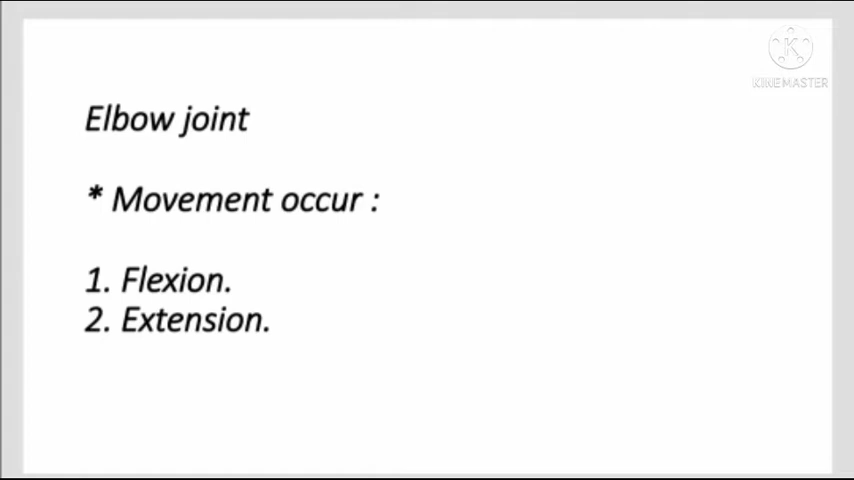 KINEMASTER
Elbow joint
* Movement occur :
1. Flexion.
2. Extension.